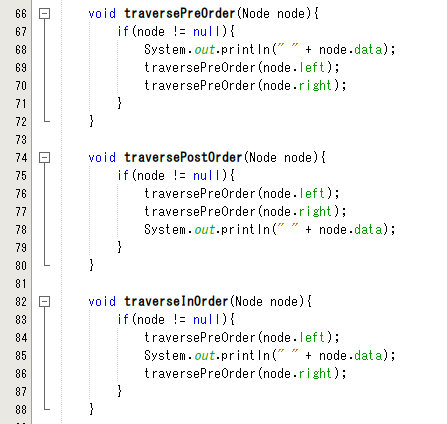 66 void traversePreOrder(Node node){
67 if(node != null){
68 System.out.println(" " + node.data);
69 traversePreOrder(node.left);
70 traversePreOrder(node.right);
71 }
72 }
73
74 void traversePostOrder(Node node){
75 if(node != null){
76 traversePreOrder(node.left);
77 traversePreOrder(node.right);
78 System.out.println(" " + node.data);
79 }
80 }
81
82 void traverseInOrder(Node node){
83 if(node != null){
84 traversePreOrder(node.left);
85 System.out.println(" " + node.data);
86 traversePreOrder(node.right);
87 }
88 }